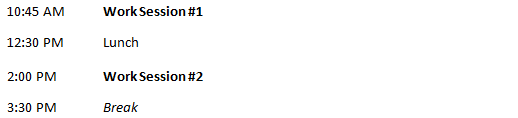 10:45 AM Work Session #1
12:30 PM Lunch
2:00 PM Work Session #2
3:30 PM Break